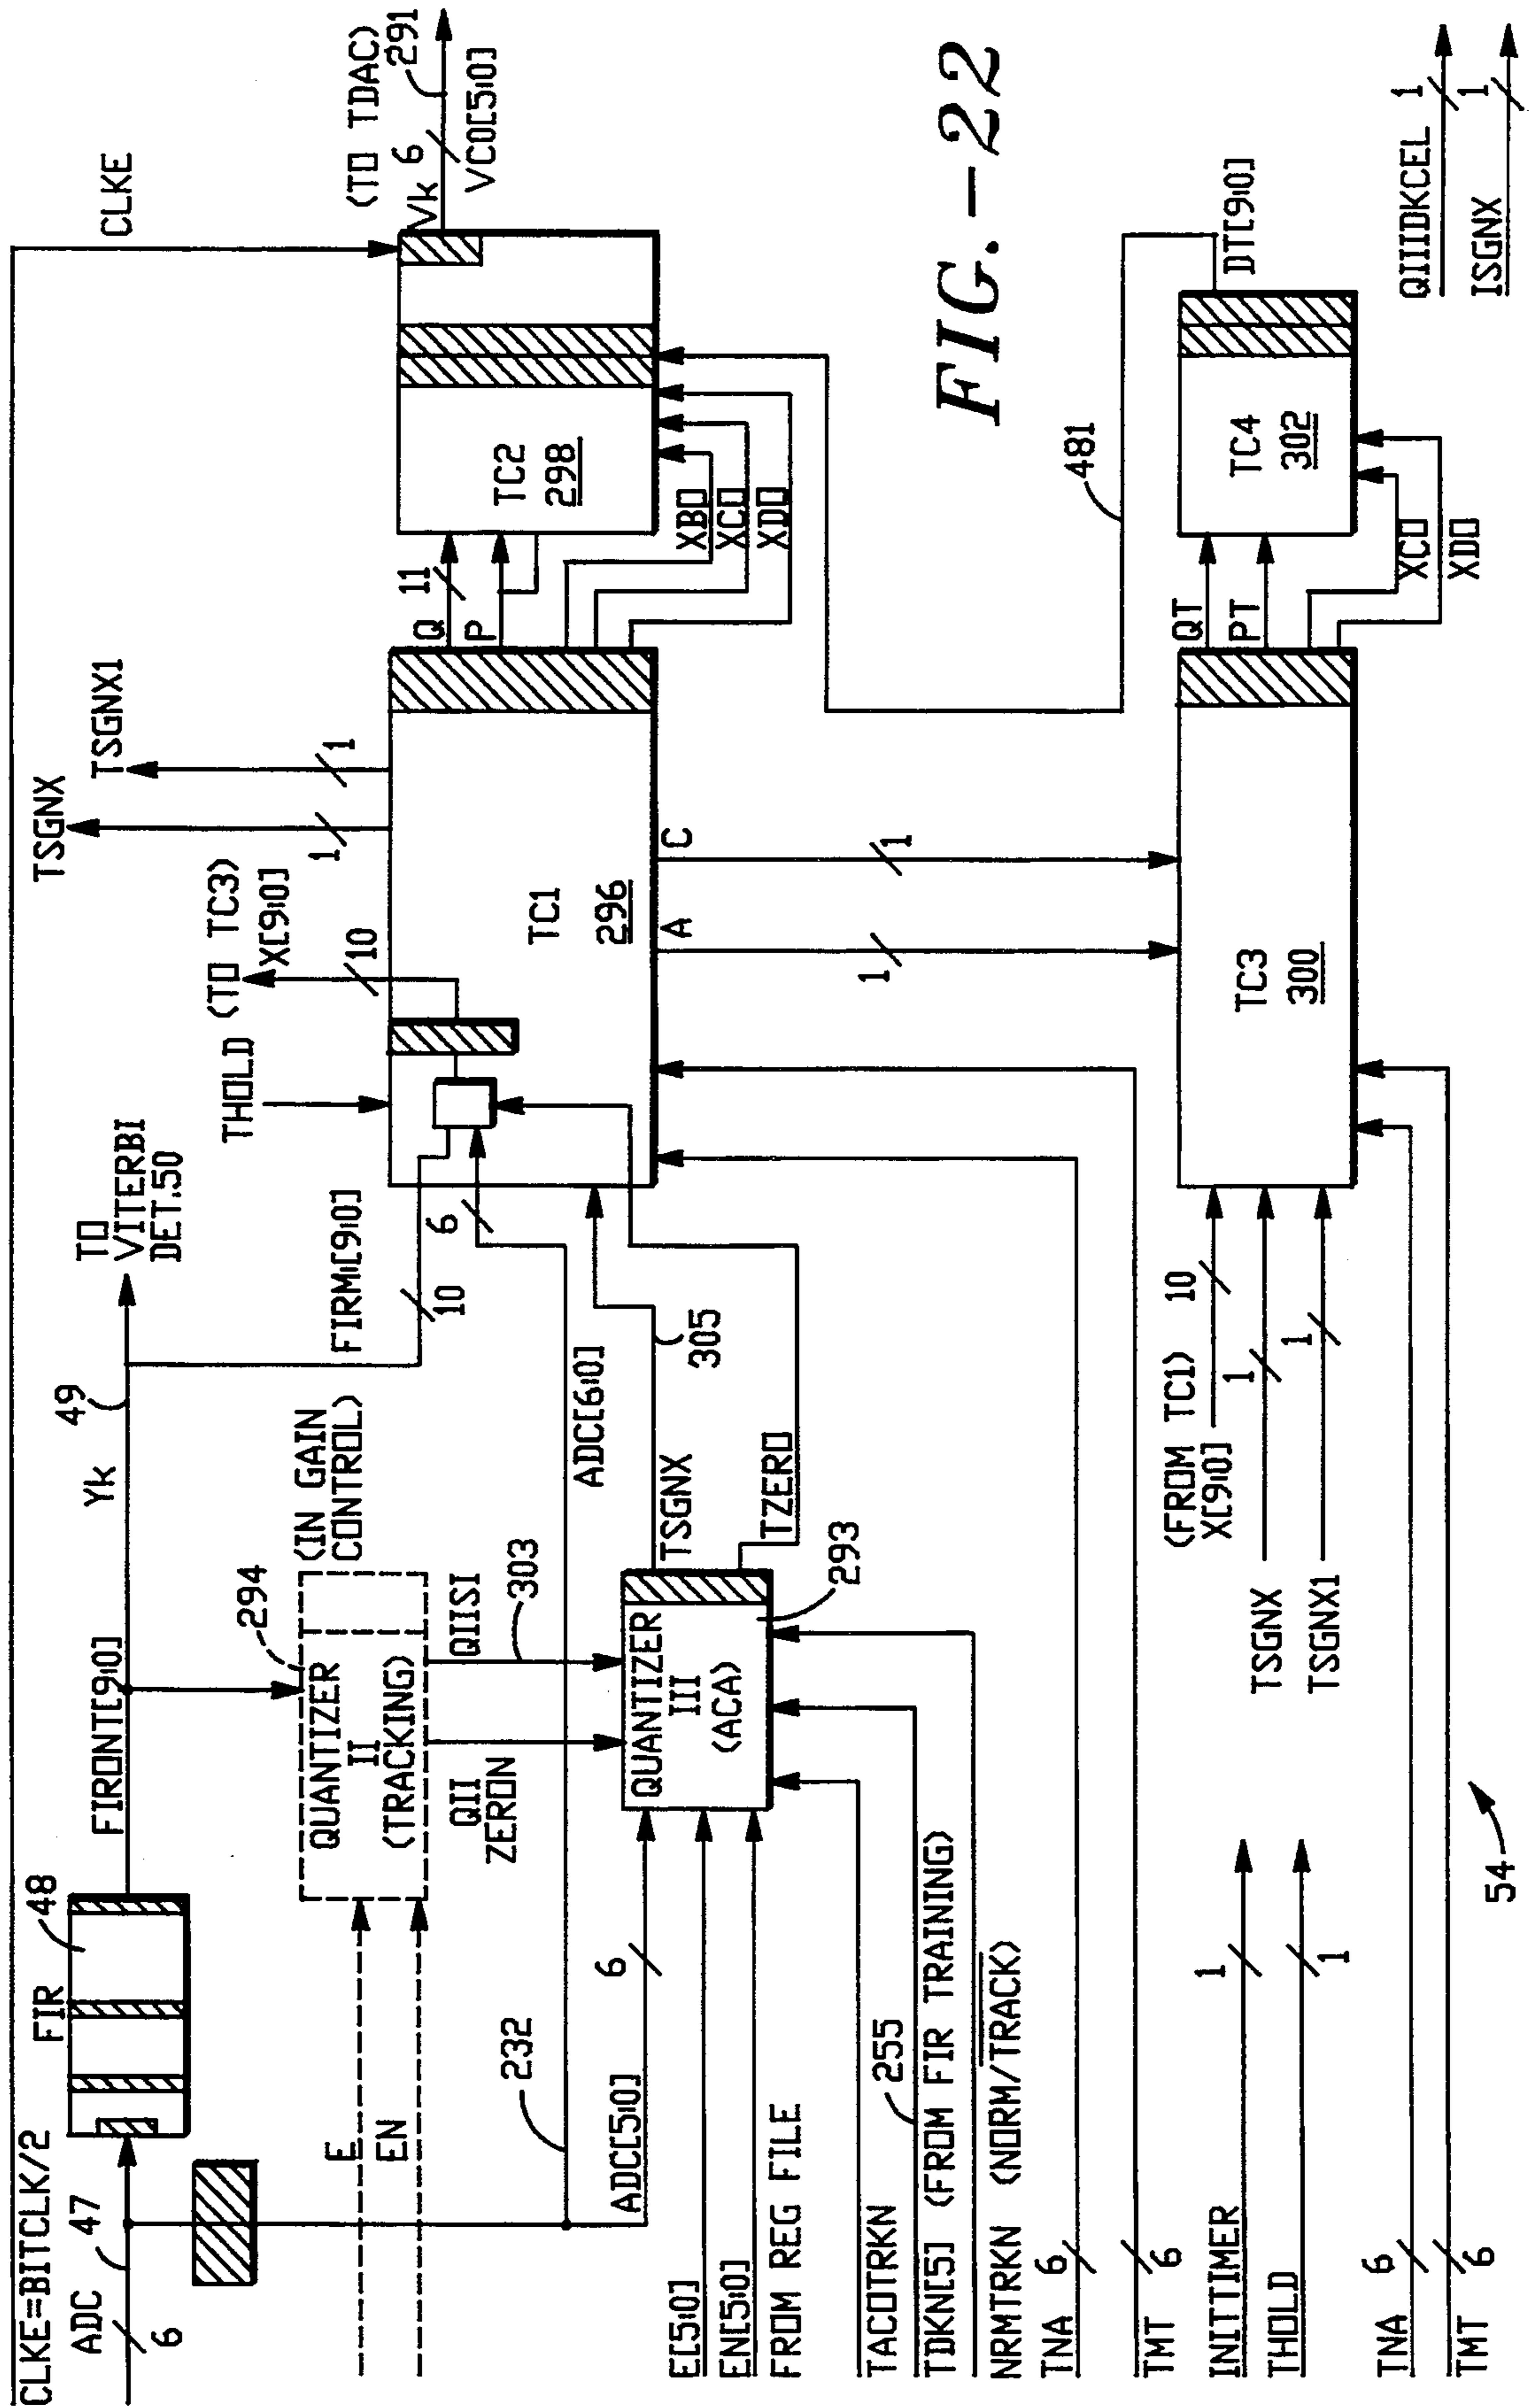 CLKE=BITCLK/2
ADC 47
6
FIR
48
FIRONT[9:0]
Yk
49
TO
VITERBI
DET.50
294
QUANTIZER
II
(TRACKING)
(IN GAIN
CONTROL)
E
EN
QII
ZERON
QIISI
303
232
ADC[5:0]
6
ADC[6:0]
E[5:0]
EN[5:0]
FROM REG FILE
QUANTIZER
III
(ACA)
293
TSGNX
TZERO
305
TACOTRKN
255
TDKN[5] (FROM FIR TRAINING)
NRMTRKN (NORM/TRACK)
TNA 6
TMT 6
FIRM[9:0]
10
6
THOLD
(TO TC3)
X[9:0]
10
TSGNX
1
TSGNX1
1
TC1
296
A
C
1
1
Q
11
P
XBO
XCO
XDO
TC2
298
CLKE
(TO TDAC)
Vk 6
291
VCO[5:0]
FIG.-22
INITTIMER
1
THOLD
1
TSGNX
TSGNX1
(FROM TC1)
X[9:0]
10
1
1
TNA 6
TMT 6
TC3
300
QT
PT
XCO
XDO
TC4
302
481
DT[9:0]
QIIIDKCEL
1
ISGNX
1
54